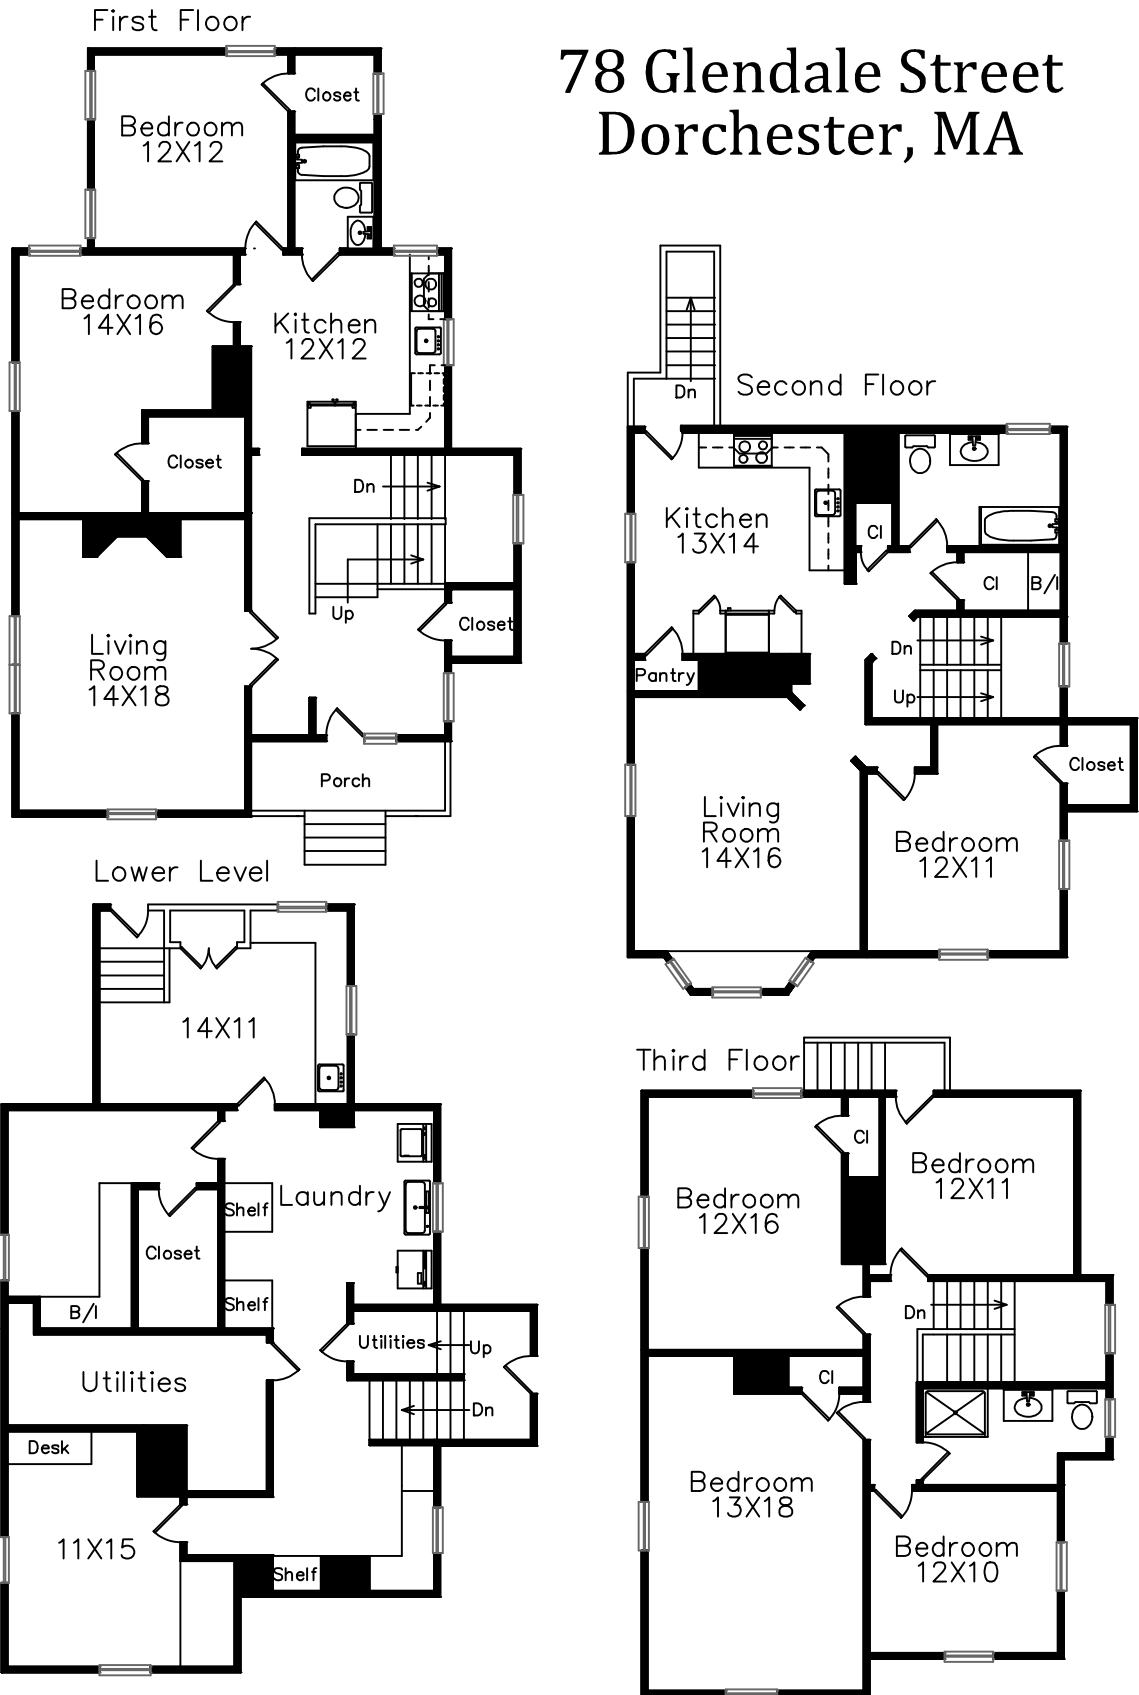 First Floor
78 Glendale Street
Dorchester, MA
Closet
Bedroom
12X12
Bedroom
14X16
Kitchen
12X12
Closet
Dn
Up
Closet
Living
Room
14X18
Porch
Second Floor
Dn
Kitchen
13X14
Cl
Cl
B/I
Dn
Up
Pantry
Closet
Living
Room
14X16
Bedroom
12X11
Lower Level
14X11
Laundry
Shelf
Closet
Shelf
B/I
Utilities
Up
Utilities
Dn
Desk
11X15
Shelf
Third Floor
Cl
Bedroom
12X11
Bedroom
12X16
Dn
Cl
Bedroom
13X18
Bedroom
12X10